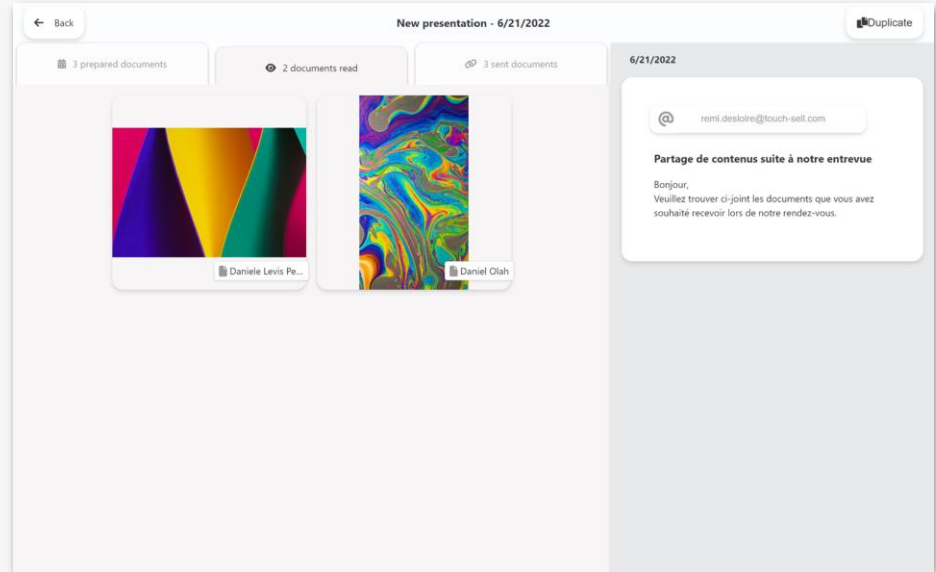 Back
New presentation - 6/21/2022
Duplicate
3 prepared documents
2 documents read
3 sent documents
Daniele Levis Pe...
Daniel Olah
6/21/2022
@ remi.desloire@touch-sell.com
Partage de contenus suite à notre entrevue
Bonjour,
Veuillez trouver ci-joint les documents que vous avez
souhaité recevoir lors de notre rendez-vous.